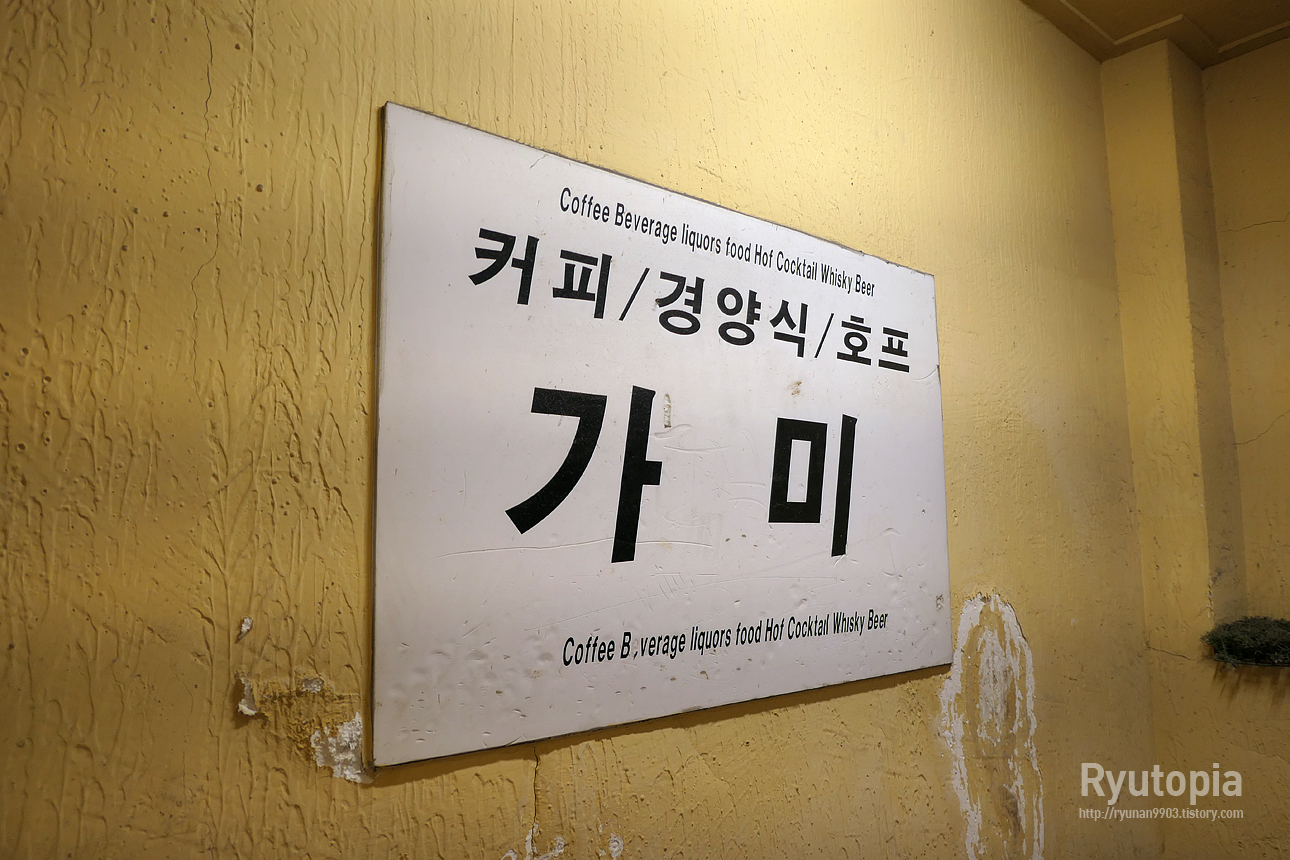 Coffee Beverage liquors food Hof Cocktail Whisky Beer
커피/경양식/호프
가 미
Coffee B,verage liquors food Hof Cocktail Whisky Beer
Ryutopia
http://ryunan9903.tistory.com